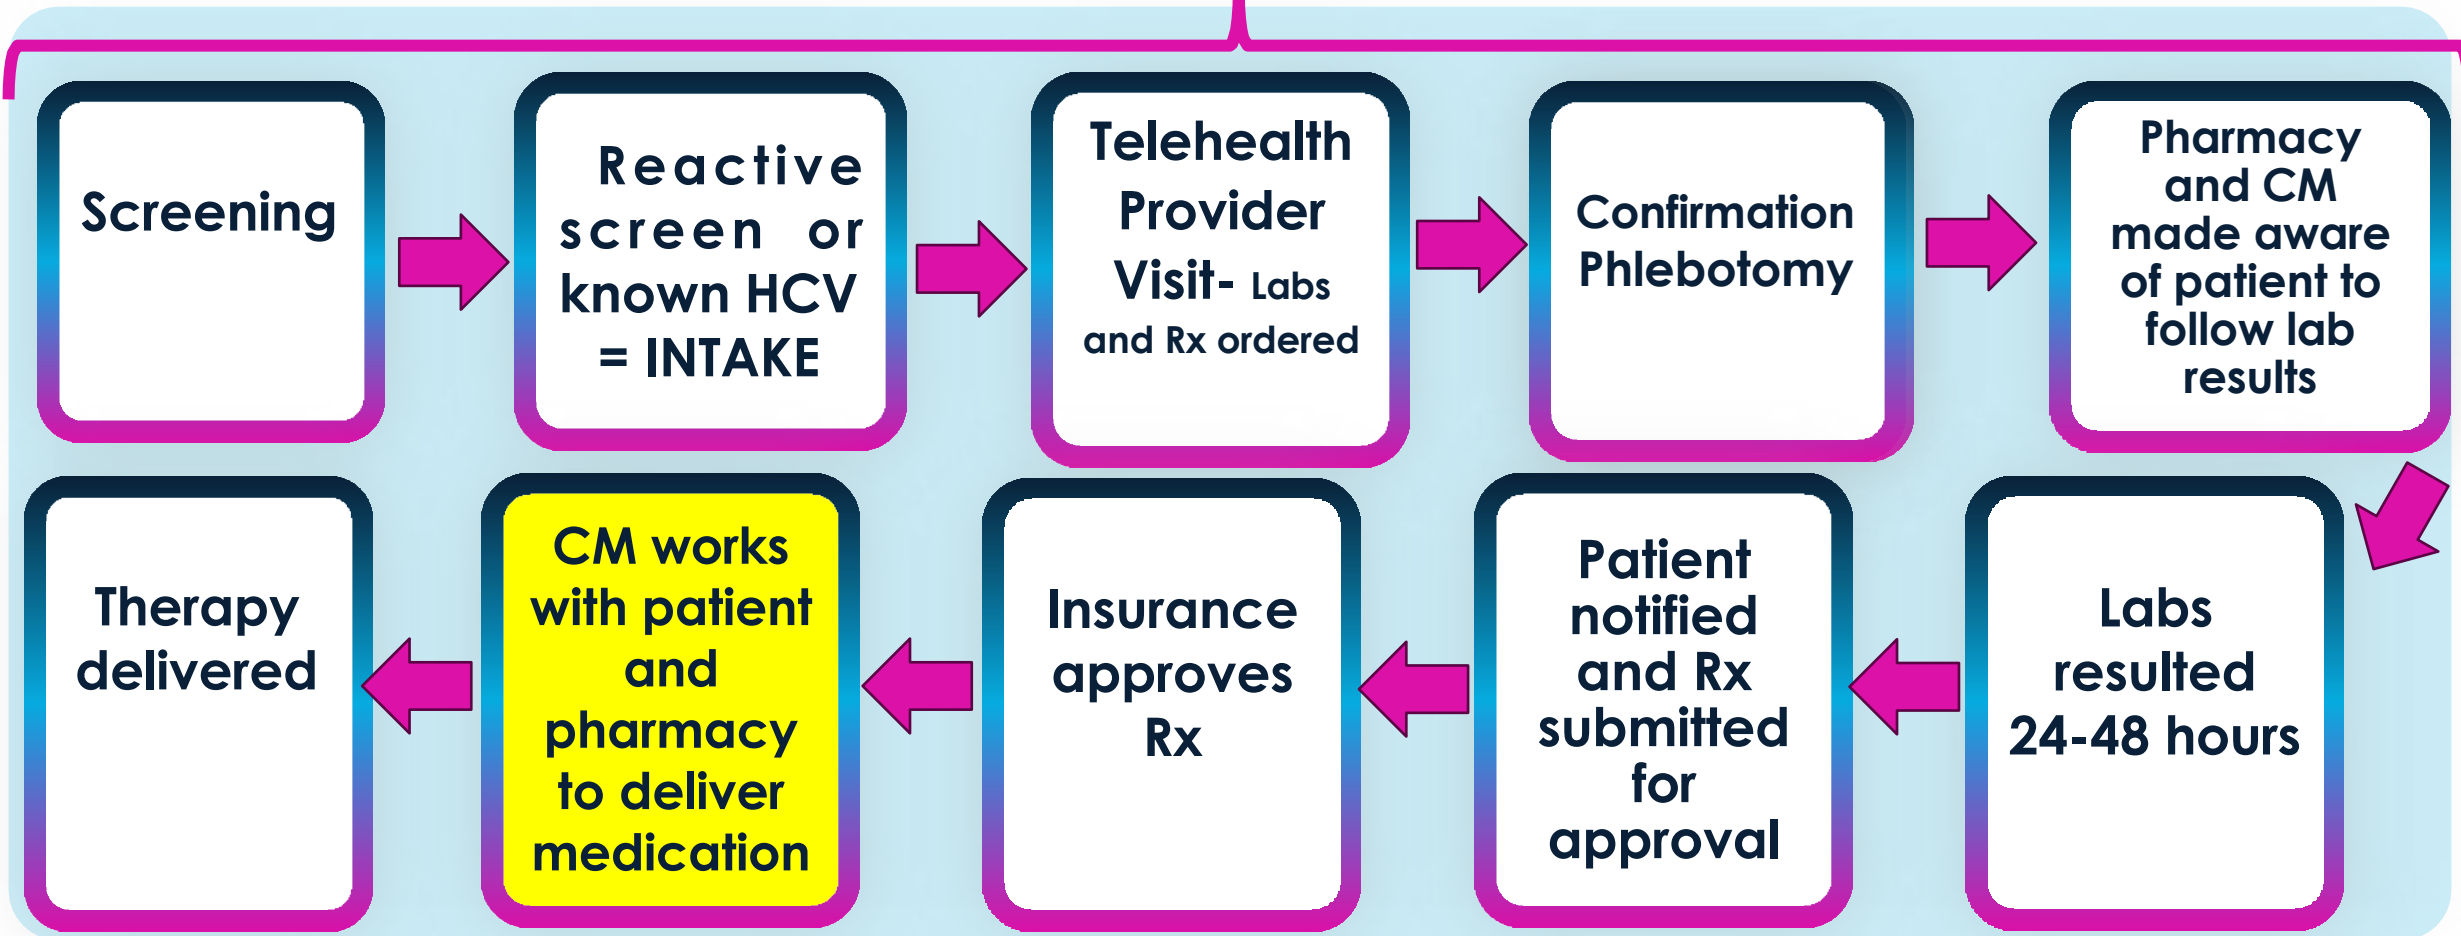 Screening
Reactive
screen or
known HCV
= INTAKE
Telehealth
Provider
Visit- Labs
and Rx ordered
Confirmation
Phlebotomy
Pharmacy
and CM
made aware
of patient to
follow lab
results
Labs
resulted
24-48 hours
Patient
notified
and Rx
submitted
for
approval
Insurance
approves
Rx
CM works
with patient
and
pharmacy
to deliver
medication
Therapy
delivered